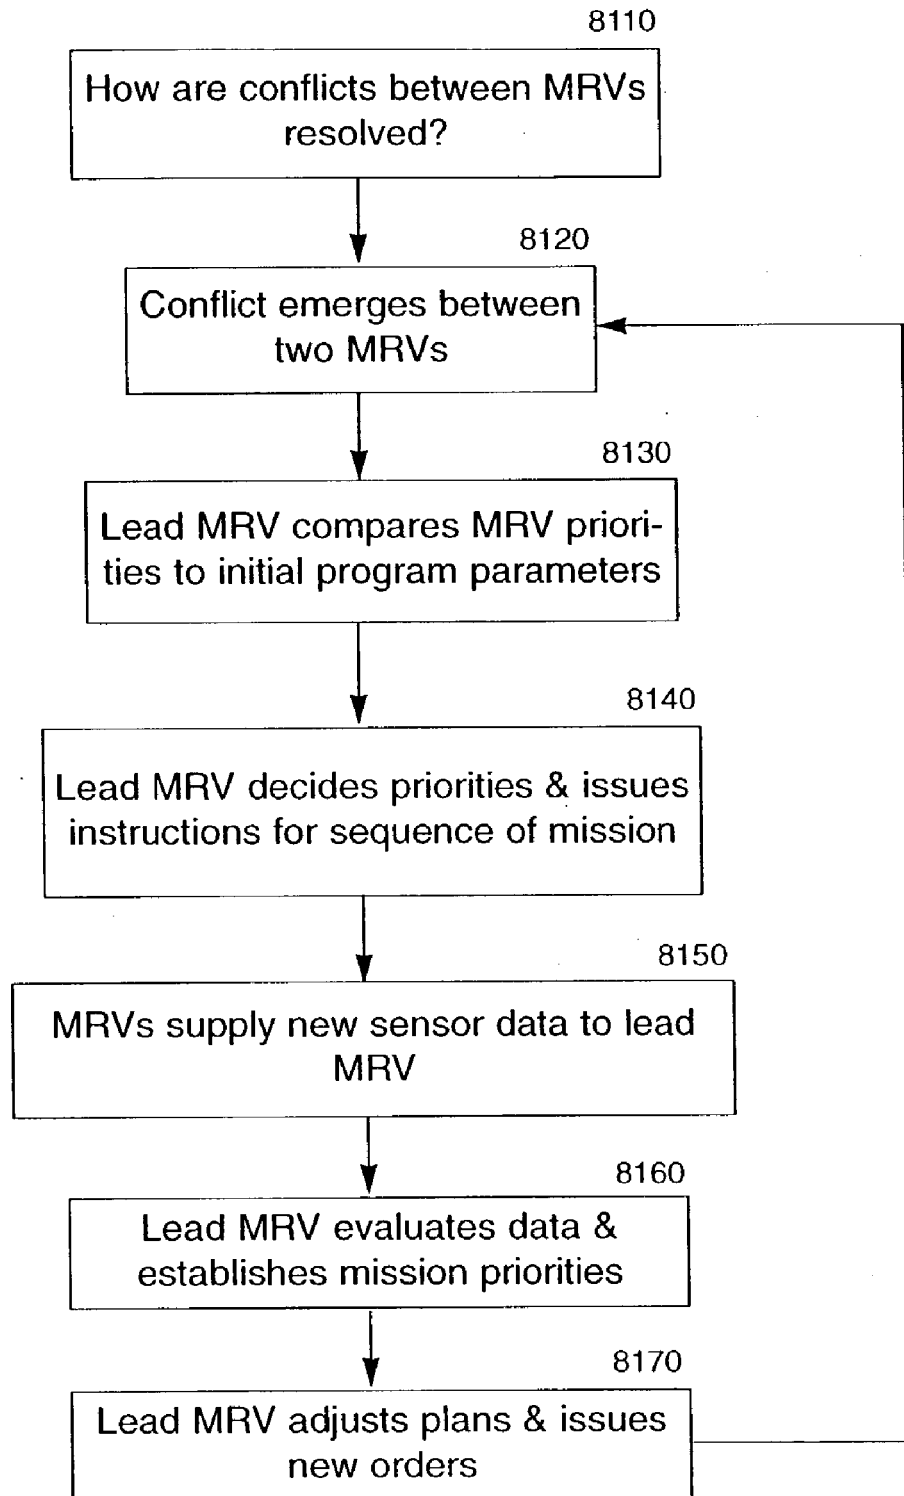 8110
How are conflicts between MRVs
resolved?
8120
Conflict emerges between
two MRVs
8130
Lead MRV compares MRV priori-
ties to initial program parameters
8140
Lead MRV decides priorities & issues
instructions for sequence of mission
8150
MRVs supply new sensor data to lead
MRV
8160
Lead MRV evaluates data &
establishes mission priorities
8170
Lead MRV adjusts plans & issues
new orders